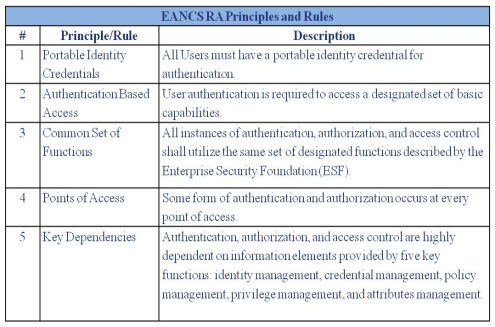 EANCS RA Principles and Rules
# Principle/Rule Description
1 Portable Identity Credentials All Users must have a portable identity credential for
authentication.
2 Authentication Based Access User authentication is required to access a designated set of basic
capabilities.
3 Common Set of Functions All instances of authentication, authorization, and access control
shall utilize the same set of designated functions described by the
Enterprise Security Foundation (ESF).
4 Points of Access Some form of authentication and authorization occurs at every
point of access.
5 Key Dependencies Authentication, authorization, and access control are highly
dependent on information elements provided by five key
functions: identity management, credential management, policy
management, privilege management, and attributes management.